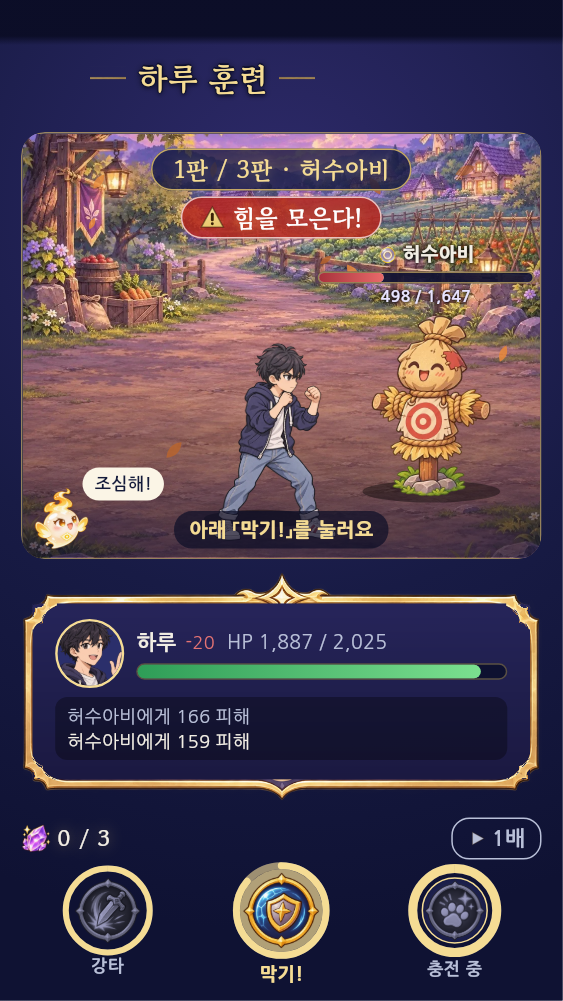 하루 훈련
1판 / 3판 · 허수아비
⚠ 힘을 모은다!
허수아비
498 / 1,647
조심해!
아래 「막기!」를 눌러요
하루 -20 HP 1,887 / 2,025
허수아비에게 166 피해
허수아비에게 159 피해
0 / 3
▶ 1배
강타
막기!
충전 중